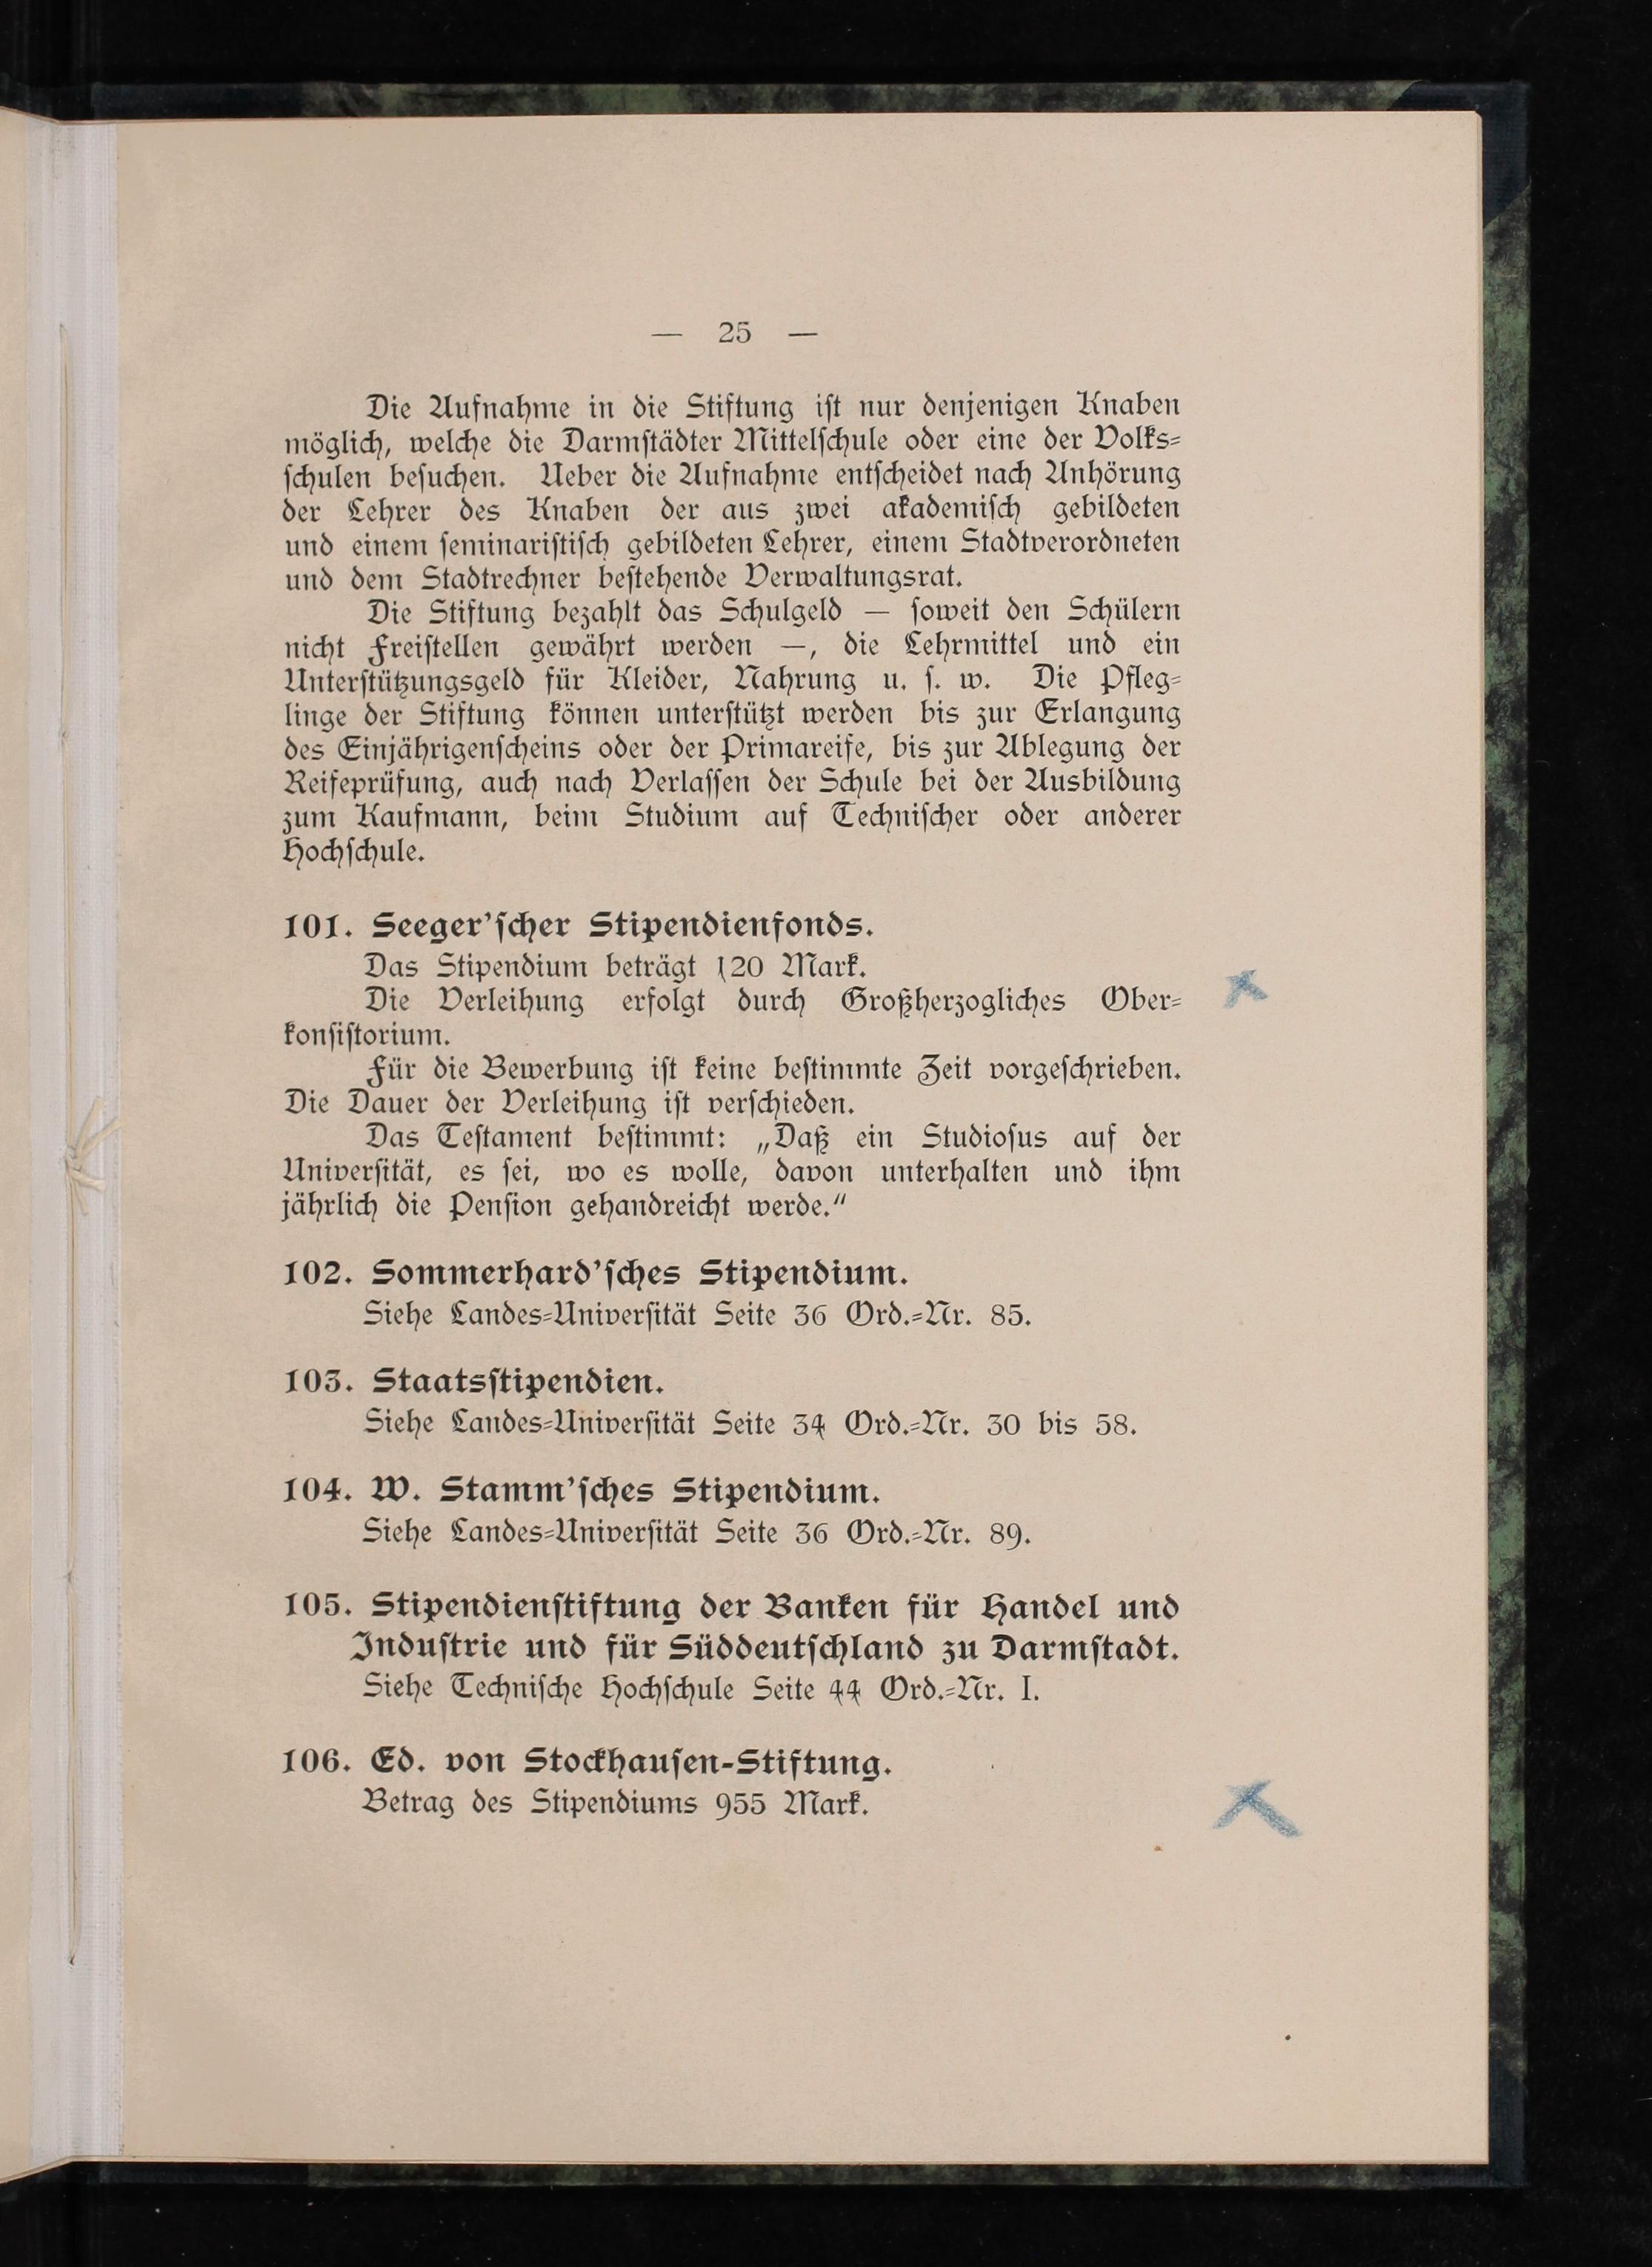 — 25 —
Die Aufnahme in die Stiftung iſt nur denjenigen Knaben
möglich, welche die Darmſtädter Mittelſchule oder eine der Volks-
ſchulen beſuchen. Ueber die Aufnahme entſcheidet nach Anhörung
der Lehrer des Knaben der aus zwei akademiſch gebildeten
und einem ſeminariſtiſch gebildeten Lehrer, einem Stadtverordneten
und dem Stadtrechner beſtehende Verwaltungsrat.
Die Stiftung bezahlt das Schulgeld — ſoweit den Schülern
nicht Freiſtellen gewährt werden —, die Lehrmittel und ein
Unterſtützungsgeld für Kleider, Nahrung u. ſ. w. Die Pfleg-
linge der Stiftung können unterſtützt werden bis zur Erlangung
des Einjährigenſcheins oder der Primareife, bis zur Ablegung der
Reifeprüfung, auch nach Verlaſſen der Schule bei der Ausbildung
zum Kaufmann, beim Studium auf Techniſcher oder anderer
Hochſchule.
101. Seeger'ſcher Stipendienfonds.
Das Stipendium beträgt 120 Mark.
Die Verleihung erfolgt durch Großherzogliches Ober-
konſiſtorium.
Für die Bewerbung iſt keine beſtimmte Zeit vorgeſchrieben.
Die Dauer der Verleihung iſt verſchieden.
Das Teſtament beſtimmt: „Daß ein Studioſus auf der
Univerſität, es ſei, wo es wolle, davon unterhalten und ihm
jährlich die Penſion gehandreicht werde."
102. Sommerhard'ſches Stipendium.
Siehe Landes-Univerſität Seite 36 Ord.-Nr. 85.
103. Staatsſtipendien.
Siehe Landes-Univerſität Seite 34 Ord.-Nr. 30 bis 58.
104. W. Stamm'ſches Stipendium.
Siehe Landes-Univerſität Seite 36 Ord.-Nr. 89.
105. Stipendienſtiftung der Banken für Handel und
Induſtrie und für Süddeutſchland zu Darmſtadt.
Siehe Techniſche Hochſchule Seite 44 Ord.-Nr. I.
106. Ed. von Stockhauſen-Stiftung.
Betrag des Stipendiums 955 Mark.